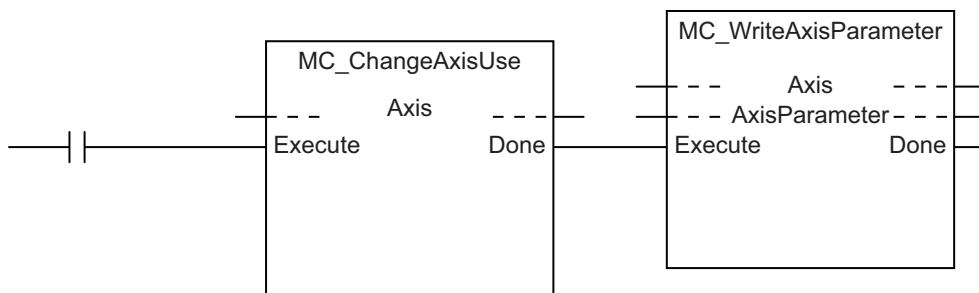 MC_ChangeAxisUse
Axis
Execute Done
MC_WriteAxisParameter
Axis
AxisParameter
Execute Done